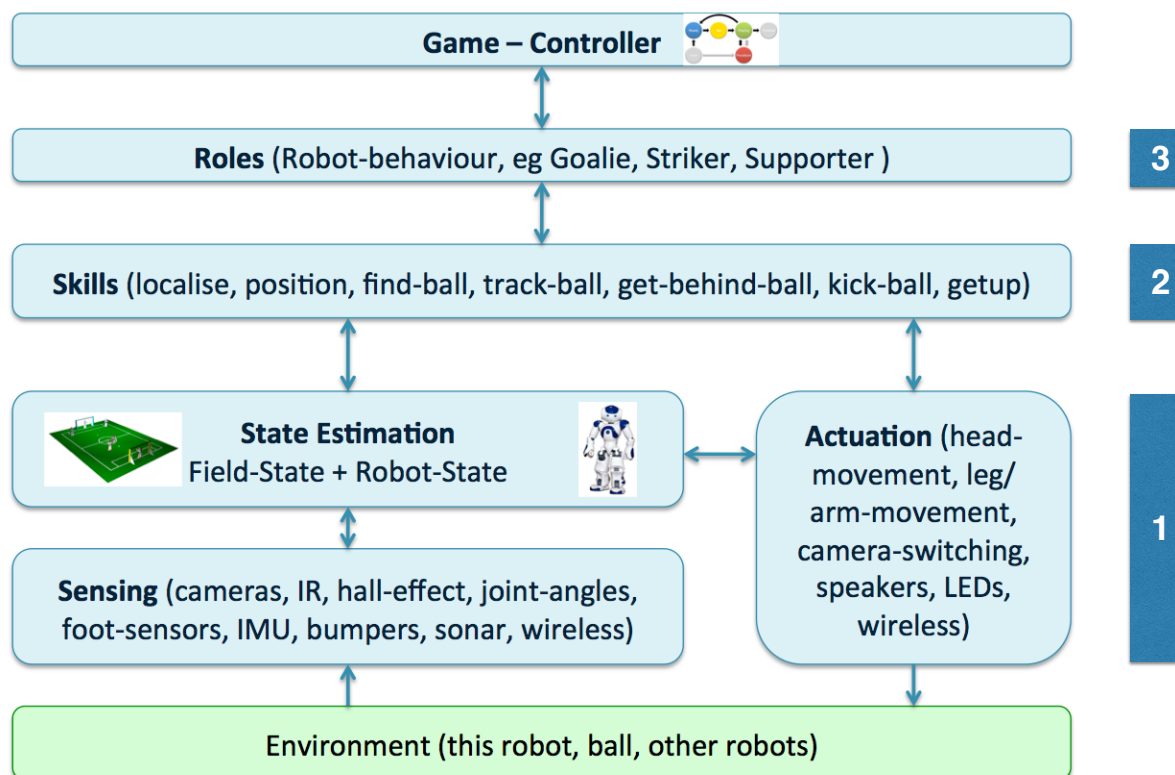 Game – Controller
Roles (Robot-behaviour, eg Goalie, Striker, Supporter )
3
Skills (localise, position, find-ball, track-ball, get-behind-ball, kick-ball, getup)
2
State Estimation
Field-State + Robot-State
Actuation (head-
movement, leg/
arm-movement,
camera-switching,
speakers, LEDs,
wireless)
1
Sensing (cameras, IR, hall-effect, joint-angles,
foot-sensors, IMU, bumpers, sonar, wireless)
Environment (this robot, ball, other robots)